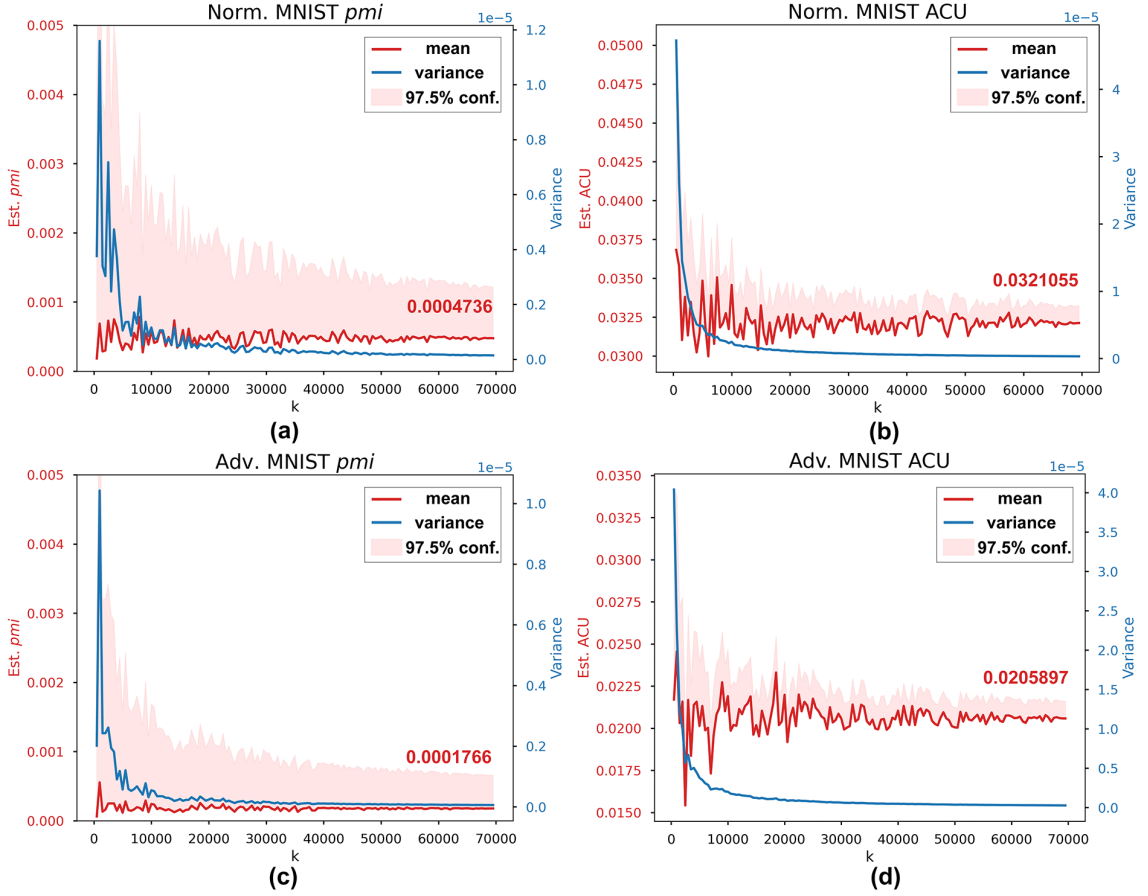 Norm. MNIST pmi
1e−5
0.005
0.004
0.003
0.002
0.001
0.000
Est. pmi
mean
variance
97.5% conf.
0.0004736
1.2
1.0
0.8
0.6
0.4
0.2
0.0
Variance
0 10000 20000 30000 40000 50000 60000 70000
k
(a)
Norm. MNIST ACU
1e−5
0.0500
0.0475
0.0450
0.0425
0.0400
0.0375
0.0350
0.0325
0.0300
Est. ACU
mean
variance
97.5% conf.
0.0321055
4
3
2
1
0
Variance
0 10000 20000 30000 40000 50000 60000 70000
k
(b)
Adv. MNIST pmi
1e−5
0.005
0.004
0.003
0.002
0.001
0.000
Est. pmi
mean
variance
97.5% conf.
0.0001766
1.0
0.8
0.6
0.4
0.2
0.0
Variance
0 10000 20000 30000 40000 50000 60000 70000
k
(c)
Adv. MNIST ACU
1e−5
0.0350
0.0325
0.0300
0.0275
0.0250
0.0225
0.0200
0.0175
0.0150
Est. ACU
mean
variance
97.5% conf.
0.0205897
4.0
3.5
3.0
2.5
2.0
1.5
1.0
0.5
0.0
Variance
0 10000 20000 30000 40000 50000 60000 70000
k
(d)